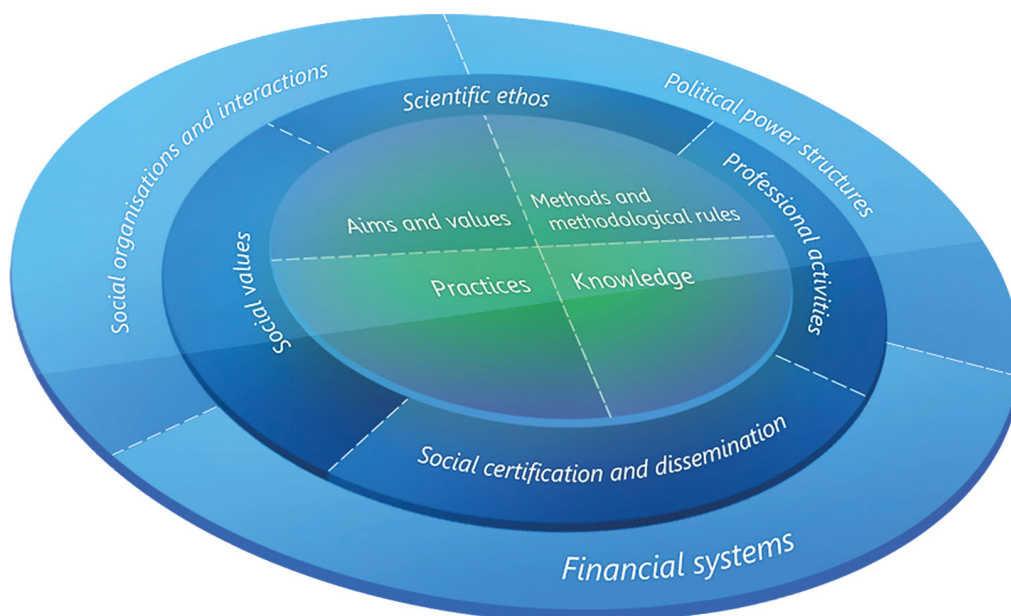 Social organisations and interactions
Political power structures
Scientific ethos
Professional activities
Social values
Aims and values
Methods and
methodological rules
Practices
Knowledge
Social certification and dissemination
Financial systems